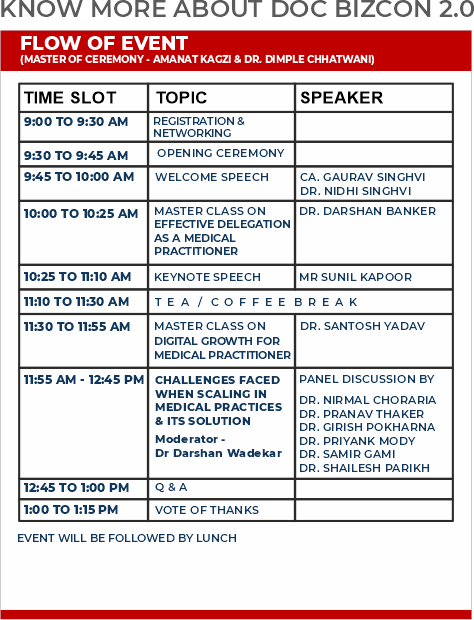 KNOW MORE ABOUT DOC BIZCON 2.0
FLOW OF EVENT
(MASTER OF CEREMONY - AMANAT KAGZI & DR. DIMPLE CHHATWANI)
TIME SLOT TOPIC SPEAKER
9:00 TO 9:30 AM REGISTRATION &
NETWORKING
9:30 TO 9:45 AM OPENING CEREMONY
9:45 TO 10:00 AM WELCOME SPEECH CA. GAURAV SINGHVI
DR. NIDHI SINGHVI
10:00 TO 10:25 AM MASTER CLASS ON DR. DARSHAN BANKER
EFFECTIVE DELEGATION
AS A MEDICAL
PRACTITIONER
10:25 TO 11:10 AM KEYNOTE SPEECH MR SUNIL KAPOOR
11:10 TO 11:30 AM TEA / COFFEE BREAK
11:30 TO 11:55 AM MASTER CLASS ON DR. SANTOSH YADAV
DIGITAL GROWTH FOR
MEDICAL PRACTITIONER
11:55 AM - 12:45 PM CHALLENGES FACED PANEL DISCUSSION BY
WHEN SCALING IN DR. NIRMAL CHORARIA
MEDICAL PRACTICES DR. PRANAV THAKER
& ITS SOLUTION DR. GIRISH POKHARNA
Moderator - DR. PRIYANK MODY
Dr Darshan Wadekar DR. SAMIR GAMI
DR. SHAILESH PARIKH
12:45 TO 1:00 PM Q & A
1:00 TO 1:15 PM VOTE OF THANKS
EVENT WILL BE FOLLOWED BY LUNCH